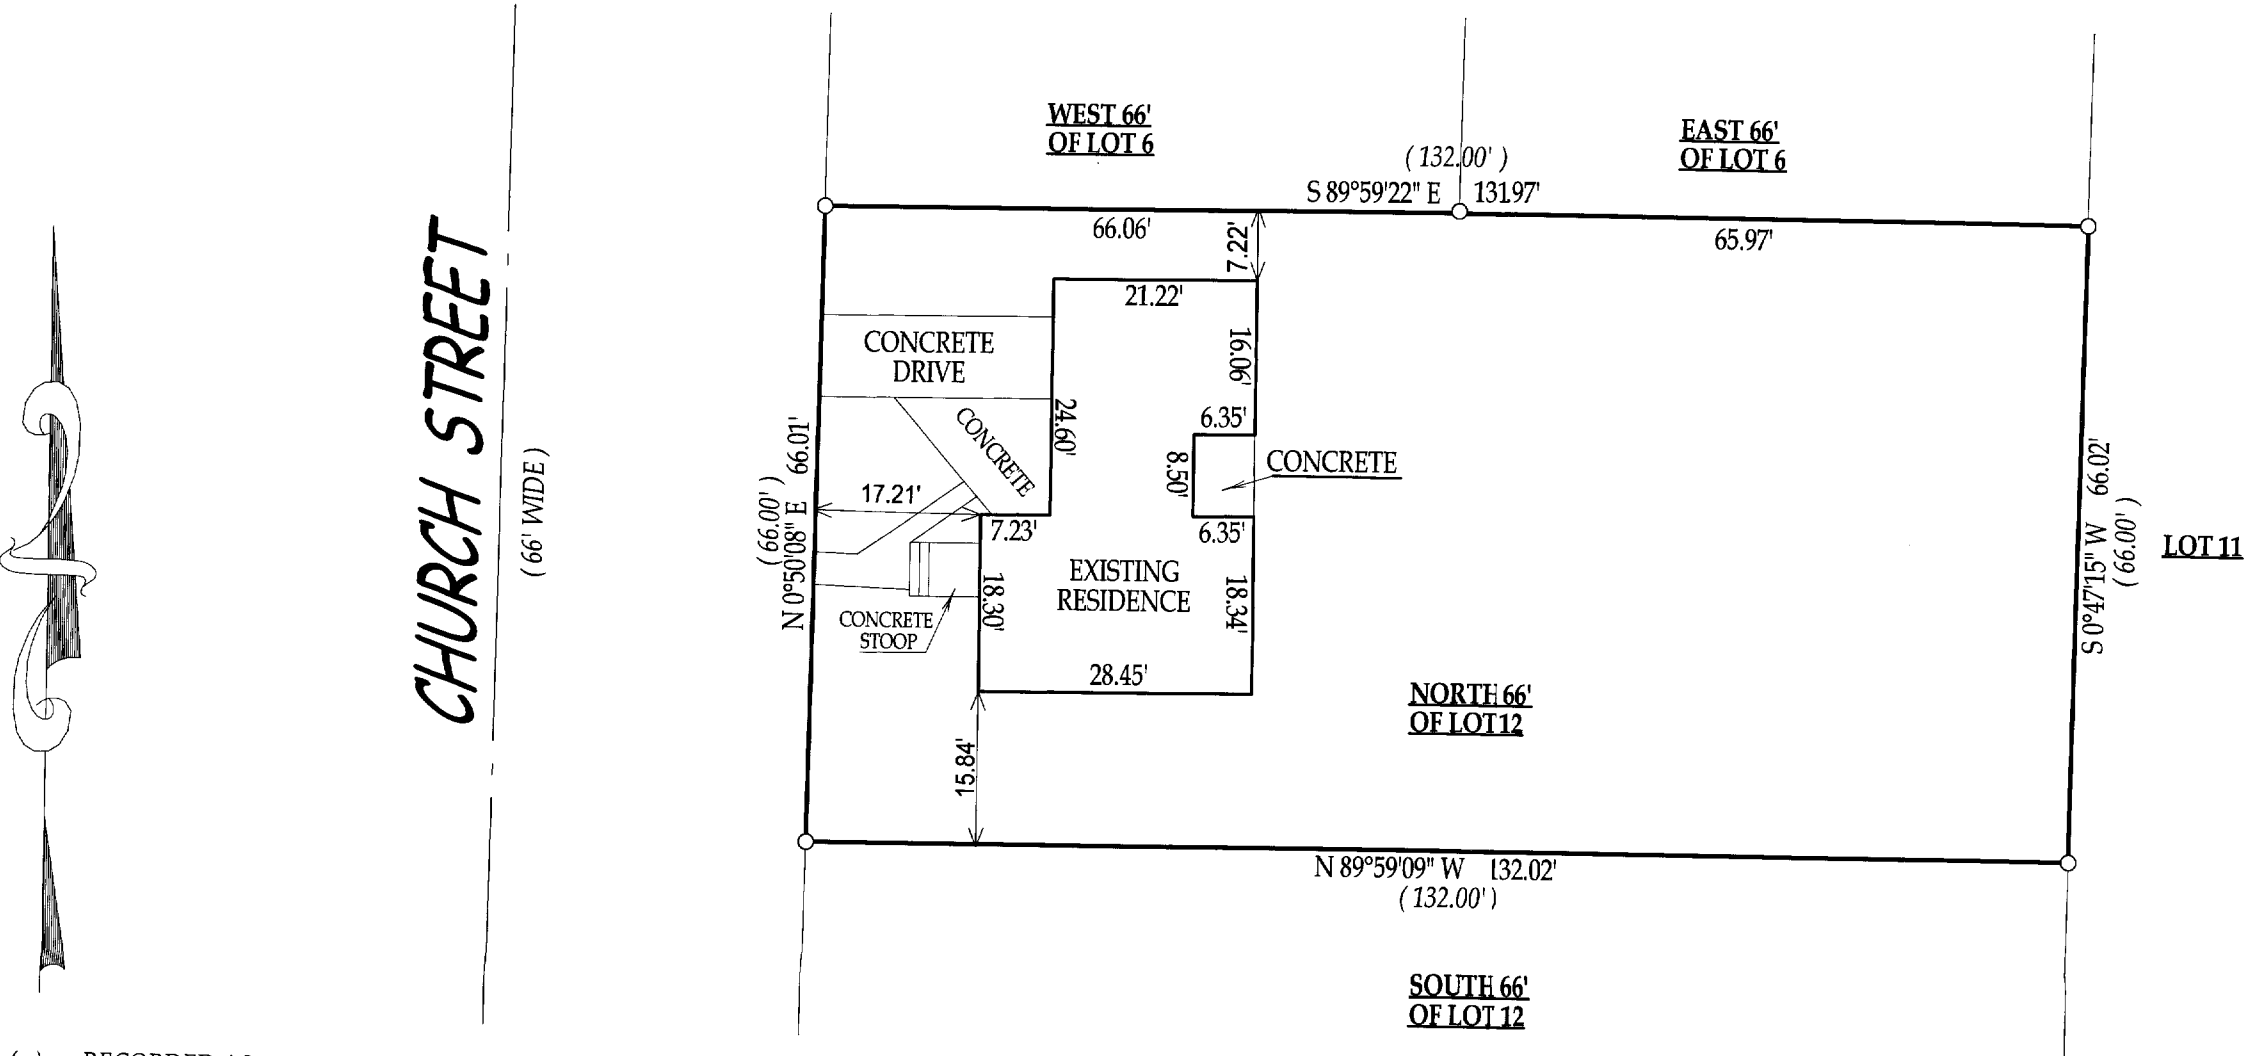 WEST 66'
OF LOT 6
EAST 66'
OF LOT 6
( 132.00' )
S 89°59'22" E 131.97'
66.06'
65.97'
7.22'
21.22'
CONCRETE
DRIVE
16.06'
CONCRETE
24.60'
6.35'
CONCRETE
8.50'
6.35'
17.21'
7.23'
CHURCH STREET
( 66' WIDE )
N 0°50'08" E 66.01'
( 66.00' )
EXISTING
RESIDENCE
18.30'
18.34'
CONCRETE
STOOP
28.45'
15.84'
NORTH 66'
OF LOT 12
S 0°47'15" W 66.02'
( 66.00' )
LOT 11
N 89°59'09" W 132.02'
( 132.00' )
SOUTH 66'
OF LOT 12